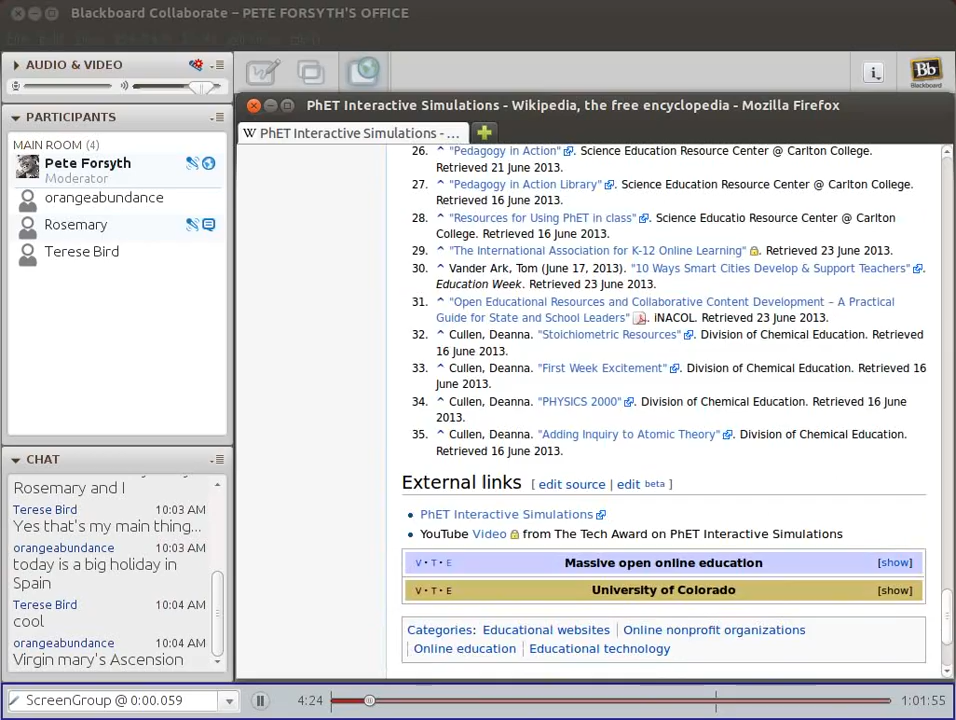 Blackboard Collaborate – PETE FORSYTH'S OFFICE
AUDIO & VIDEO
PARTICIPANTS
MAIN ROOM (4)
Pete Forsyth
Moderator
orangeabundance
Rosemary
Terese Bird
CHAT
Rosemary and I
Terese Bird 10:03 AM
Yes that's my main thing...
orangeabundance 10:03 AM
today is a big holiday in
Spain
Terese Bird 10:04 AM
cool
orangeabundance 10:04 AM
Virgin mary's Ascension
i
Bb
Blackboard
PhET Interactive Simulations - Wikipedia, the free encyclopedia - Mozilla Firefox
W PhET Interactive Simulations - ...
26. ^ "Pedagogy in Action". Science Education Resource Center @ Carlton College.
Retrieved 21 June 2013.
27. ^ "Pedagogy in Action Library". Science Education Resource Center @ Carlton College.
Retrieved 16 June 2013.
28. ^ "Resources for Using PhET in class". Science Educatio Resource Center @ Carlton
College. Retrieved 16 June 2013.
29. ^ "The International Association for K-12 Online Learning". Retrieved 23 June 2013.
30. ^ Vander Ark, Tom (June 17, 2013). "10 Ways Smart Cities Develop & Support Teachers".
Education Week. Retrieved 23 June 2013.
31. ^ "Open Educational Resources and Collaborative Content Development – A Practical
Guide for State and School Leaders". iNACOL. Retrieved 23 June 2013.
32. ^ Cullen, Deanna. "Stoichiometric Resources". Division of Chemical Education. Retrieved
16 June 2013.
33. ^ Cullen, Deanna. "First Week Excitement". Division of Chemical Education. Retrieved 16
June 2013.
34. ^ Cullen, Deanna. "PHYSICS 2000". Division of Chemical Education. Retrieved 16 June
2013.
35. ^ Cullen, Deanna. "Adding Inquiry to Atomic Theory". Division of Chemical Education.
Retrieved 16 June 2013.
External links [ edit source | edit beta ]
• PhET Interactive Simulations
• YouTube Video from The Tech Award on PhET Interactive Simulations
V · T · E Massive open online education [show]
V · T · E University of Colorado [show]
Categories: Educational websites | Online nonprofit organizations
| Online education | Educational technology
ScreenGroup @ 0:00.059
4:24
1:01:55